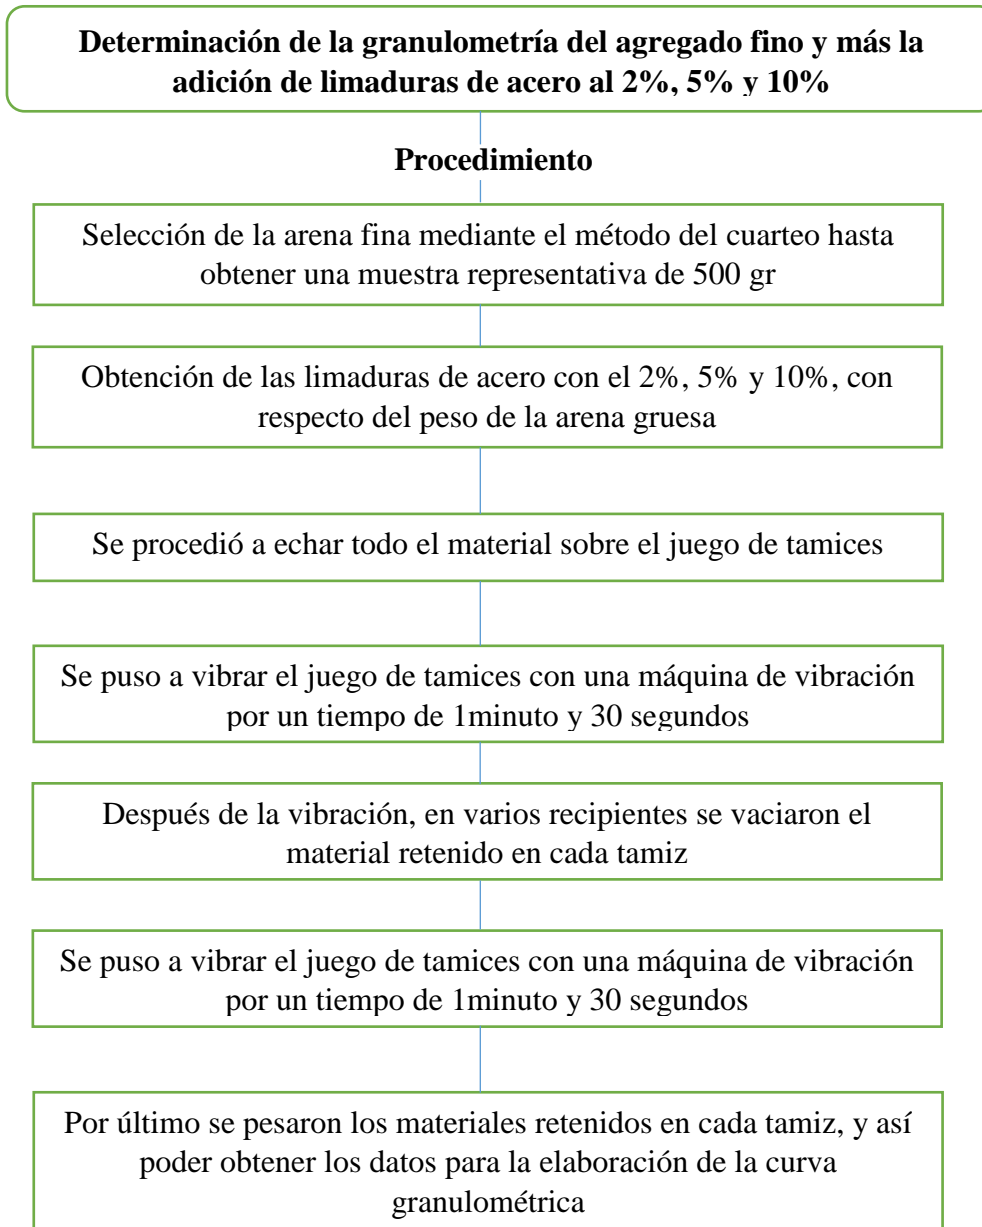 Determinación de la granulometría del agregado fino y más la
adición de limaduras de acero al 2%, 5% y 10%
Procedimiento
Selección de la arena fina mediante el método del cuarteo hasta
obtener una muestra representativa de 500 gr
Obtención de las limaduras de acero con el 2%, 5% y 10%, con
respecto del peso de la arena gruesa
Se procedió a echar todo el material sobre el juego de tamices
Se puso a vibrar el juego de tamices con una máquina de vibración
por un tiempo de 1minuto y 30 segundos
Después de la vibración, en varios recipientes se vaciaron el
material retenido en cada tamiz
Se puso a vibrar el juego de tamices con una máquina de vibración
por un tiempo de 1minuto y 30 segundos
Por último se pesaron los materiales retenidos en cada tamiz, y así
poder obtener los datos para la elaboración de la curva
granulométrica